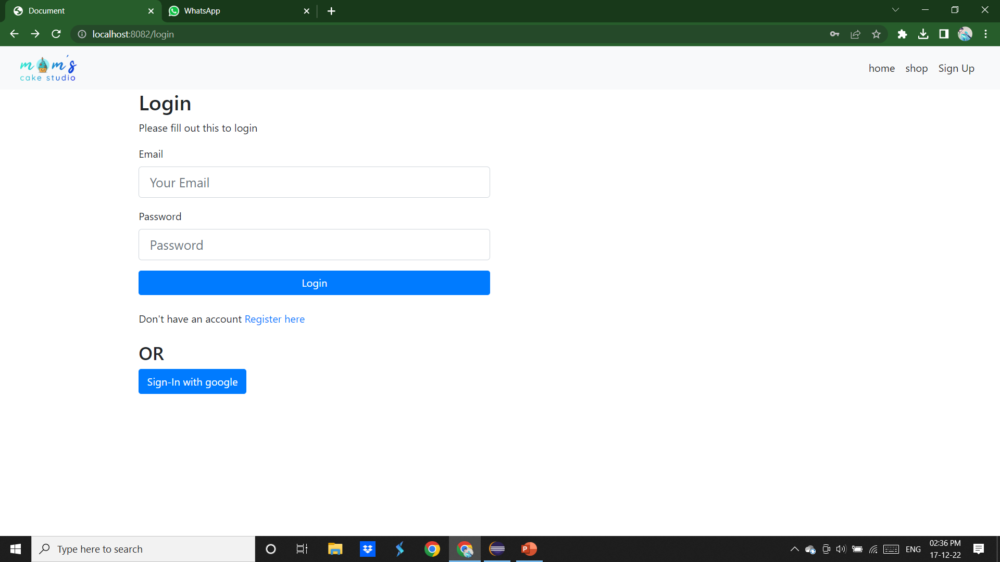 Document
WhatsApp
localhost:8082/login
mom's
cake studio
home shop Sign Up
Login
Please fill out this to login
Email
Your Email
Password
Password
Login
Don't have an account Register here
OR
Sign-In with google
Type here to search
P
ENG
02:36 PM
17-12-22